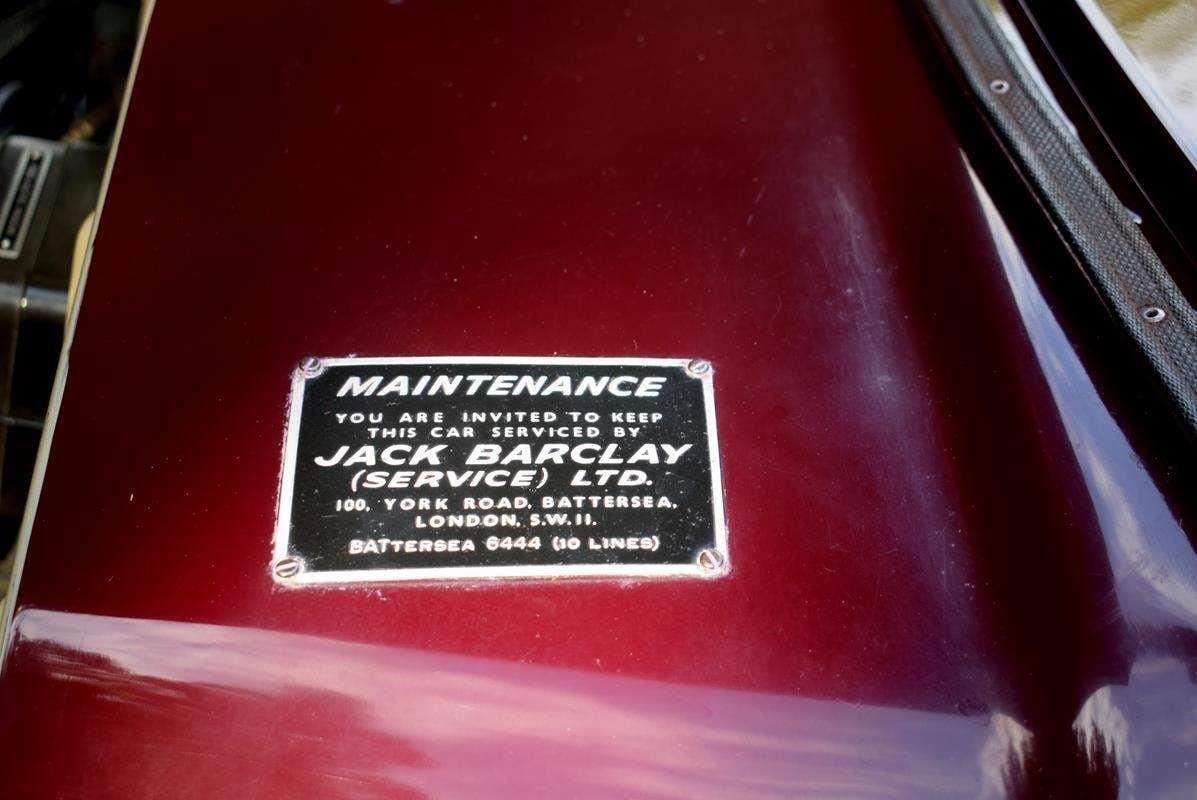 MAINTENANCE
YOU ARE INVITED TO KEEP
THIS CAR SERVICED BY
JACK BARCLAY
(SERVICE) LTD.
100, YORK ROAD, BATTERSEA,
LONDON, S.W.11.
BATTERSEA 6444 (10 LINES)